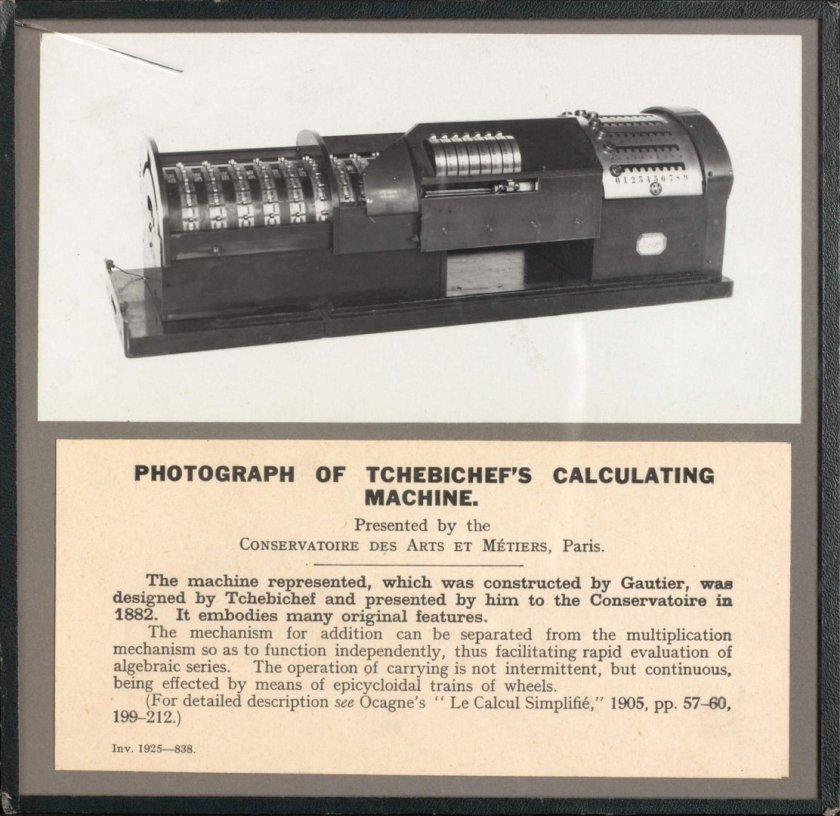 0 1 2 3 4 5 6 7 8 9
PHOTOGRAPH OF TCHEBICHEF'S CALCULATING
MACHINE.
Presented by the
CONSERVATOIRE DES ARTS ET MÉTIERS, Paris.
The machine represented, which was constructed by Gautier, was
designed by Tchebichef and presented by him to the Conservatoire in
1882. It embodies many original features.
The mechanism for addition can be separated from the multiplication
mechanism so as to function independently, thus facilitating rapid evaluation of
algebraic series. The operation of carrying is not intermittent, but continuous,
being effected by means of epicycloidal trains of wheels.
(For detailed description see Ocagne's “ Le Calcul Simplifié,” 1905, pp. 57–60,
199–212.)
Inv. 1925—838.